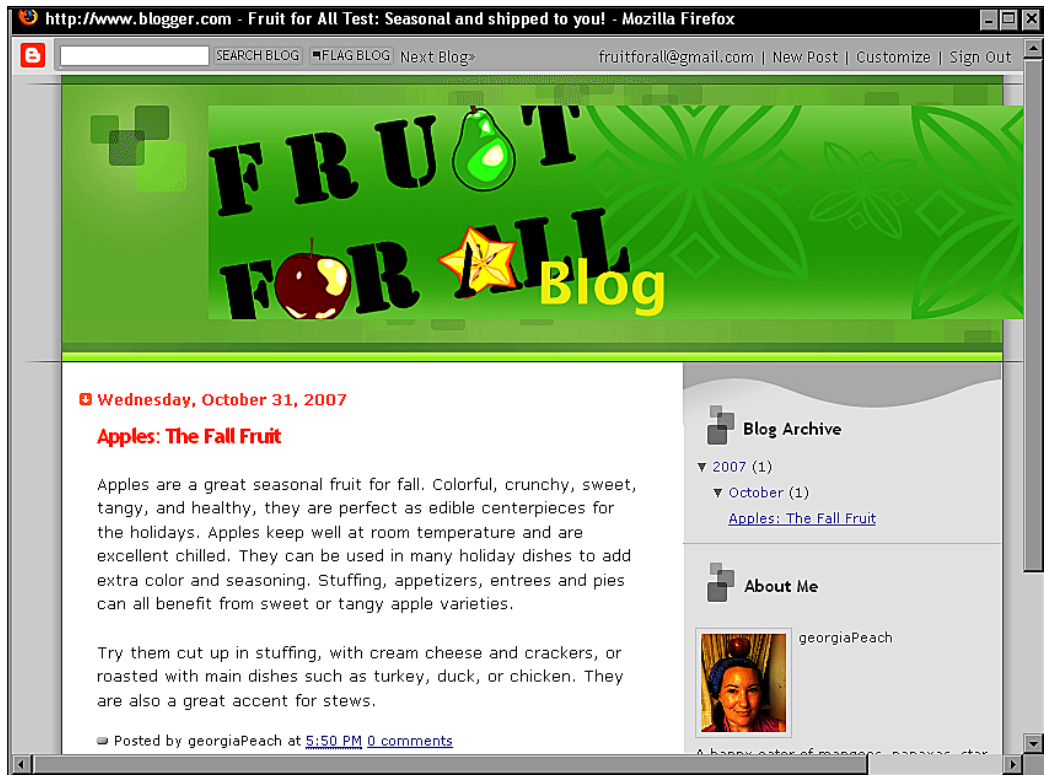 http://www.blogger.com - Fruit for All Test: Seasonal and shipped to you! - Mozilla Firefox
SEARCH BLOG FLAG BLOG Next Blog» fruitforall@gmail.com | New Post | Customize | Sign Out
FRUIT
FOR ALL
Blog
Wednesday, October 31, 2007
Apples: The Fall Fruit
Apples are a great seasonal fruit for fall. Colorful, crunchy, sweet,
tangy, and healthy, they are perfect as edible centerpieces for
the holidays. Apples keep well at room temperature and are
excellent chilled. They can be used in many holiday dishes to add
extra color and seasoning. Stuffing, appetizers, entrees and pies
can all benefit from sweet or tangy apple varieties.
Try them cut up in stuffing, with cream cheese and crackers, or
roasted with main dishes such as turkey, duck, or chicken. They
are also a great accent for stews.
Posted by georgiaPeach at 5:50 PM 0 comments
Blog Archive
▼ 2007 (1)
▼ October (1)
Apples: The Fall Fruit
About Me
georgiaPeach
A happy eater of mangoes, papayas, star